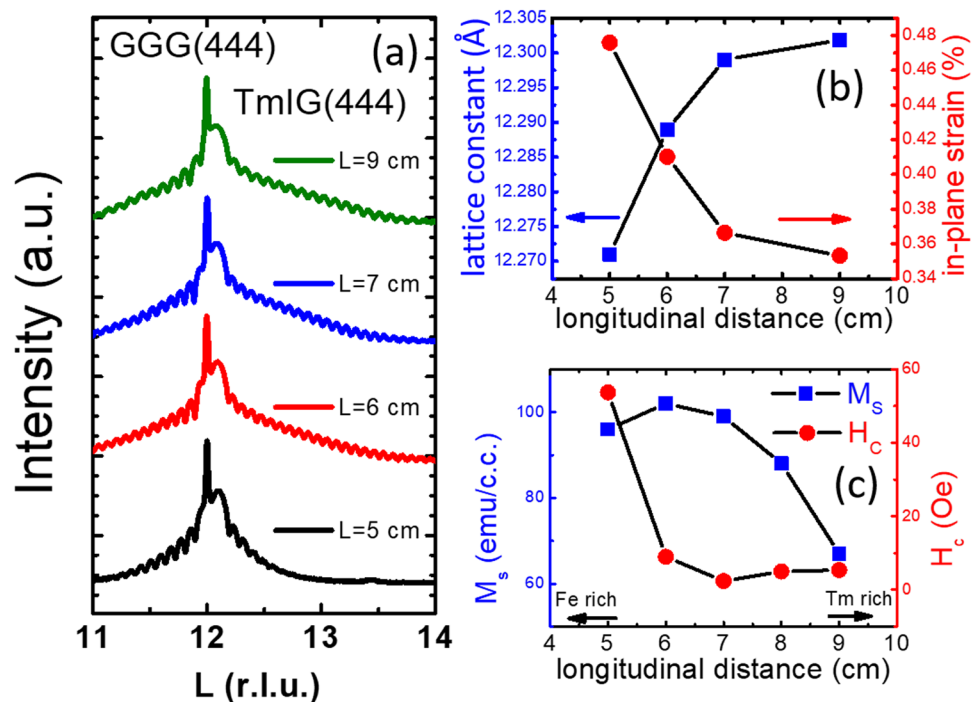 GGG(444)
(a)
TmIG(444)
L=9 cm
L=7 cm
L=6 cm
L=5 cm
Intensity (a.u.)
11 12 13 14
L (r.l.u.)
12.305
12.300
12.295
12.290
12.285
12.280
12.275
12.270
lattice constant (Å)
(b)
0.48
0.46
0.44
0.42
0.40
0.38
0.36
0.34
in-plane strain (%)
4 5 6 7 8 9 10
longitudinal distance (cm)
100
80
60
M_s (emu/c.c.)
M_S
H_C
(c)
60
40
20
0
H_c (Oe)
Fe rich
Tm rich
4 5 6 7 8 9 10
longitudinal distance (cm)